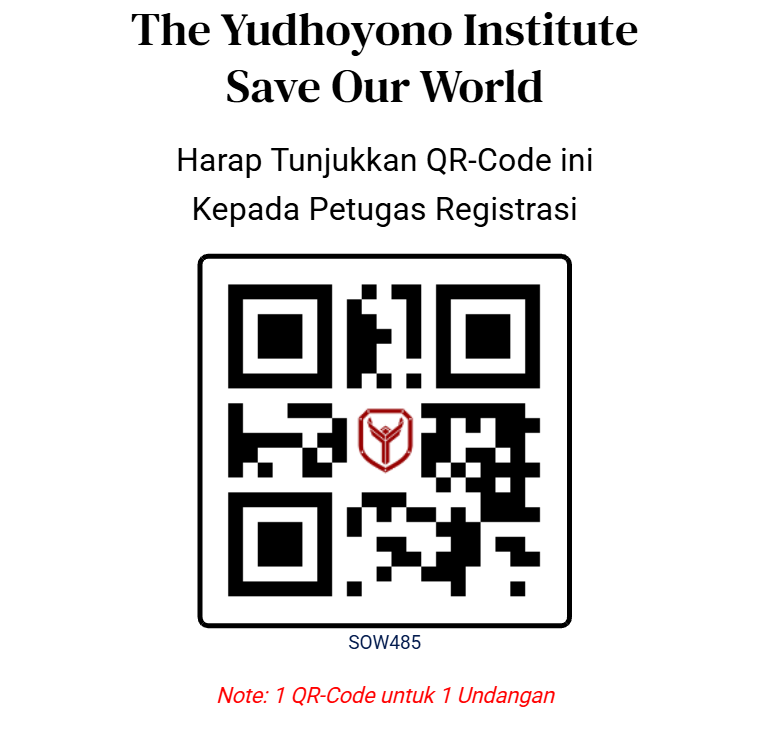 The Yudhoyono Institute
Save Our World
Harap Tunjukkan QR-Code ini
Kepada Petugas Registrasi
SOW485
Note: 1 QR-Code untuk 1 Undangan